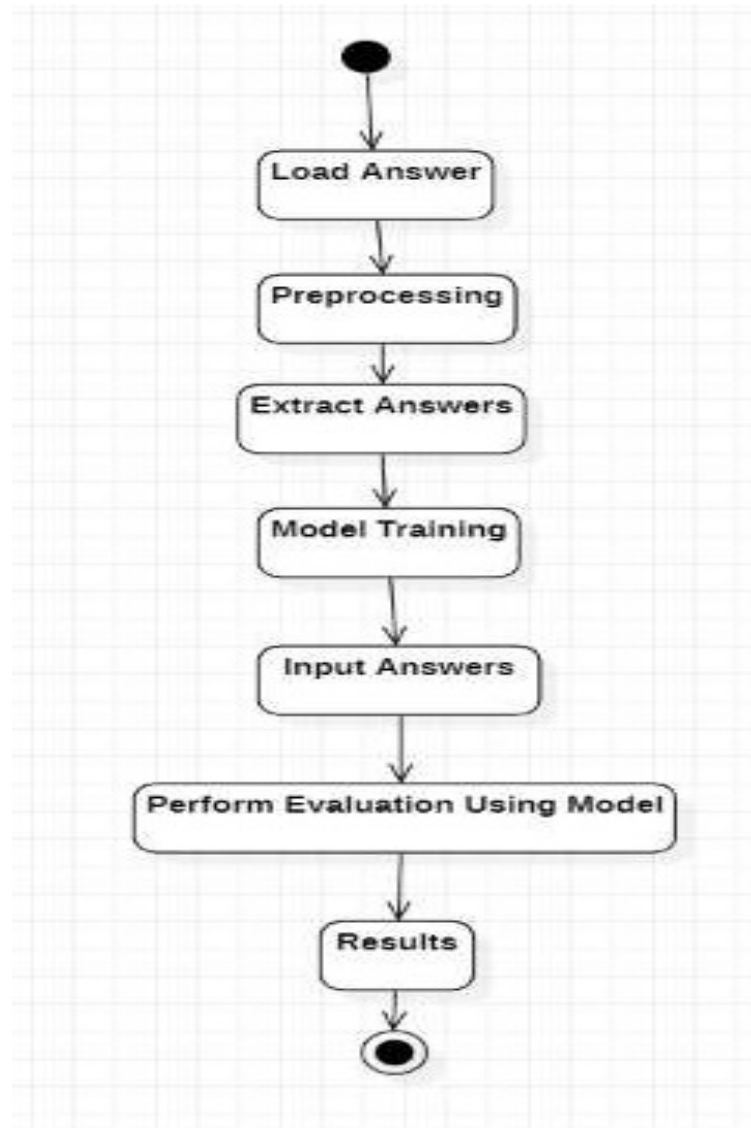 Load Answer
Preprocessing
Extract Answers
Model Training
Input Answers
Perform Evaluation Using Model
Results